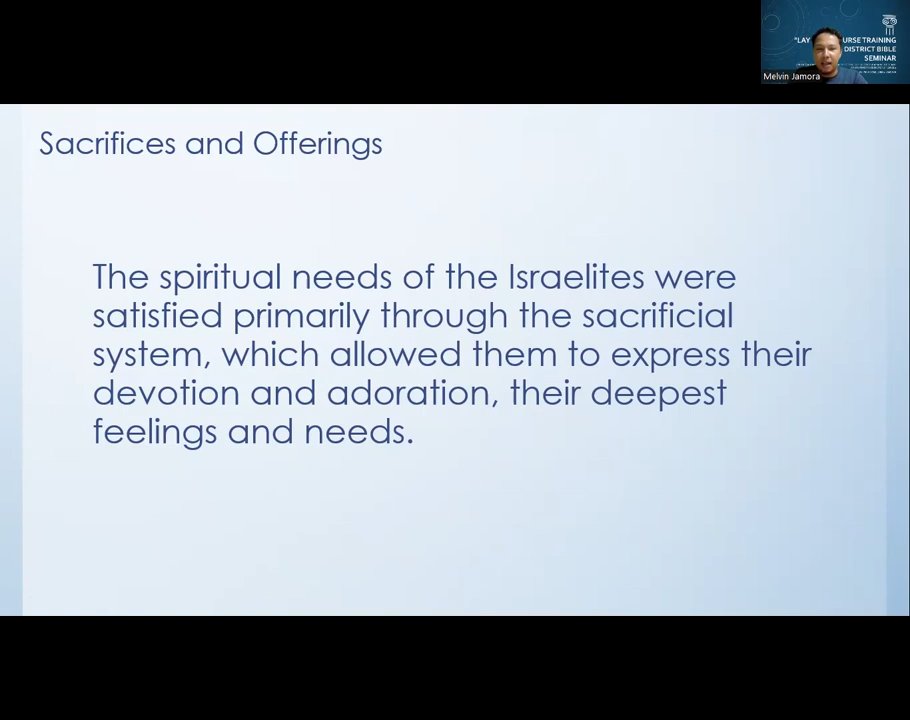 "LAY
URSE TRAINING
DISTRICT BIBLE
SEMINAR
Melvin Jamora
Sacrifices and Offerings
The spiritual needs of the Israelites were
satisfied primarily through the sacrificial
system, which allowed them to express their
devotion and adoration, their deepest
feelings and needs.